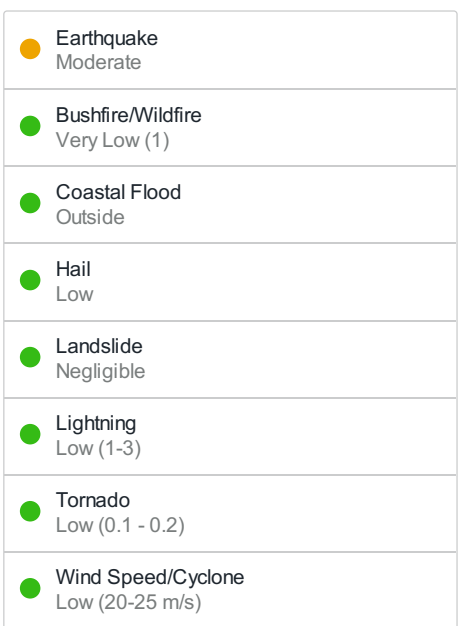 Earthquake
Moderate
Bushfire/Wildfire
Very Low (1)
Coastal Flood
Outside
Hail
Low
Landslide
Negligible
Lightning
Low (1-3)
Tornado
Low (0.1 - 0.2)
Wind Speed/Cyclone
Low (20-25 m/s)